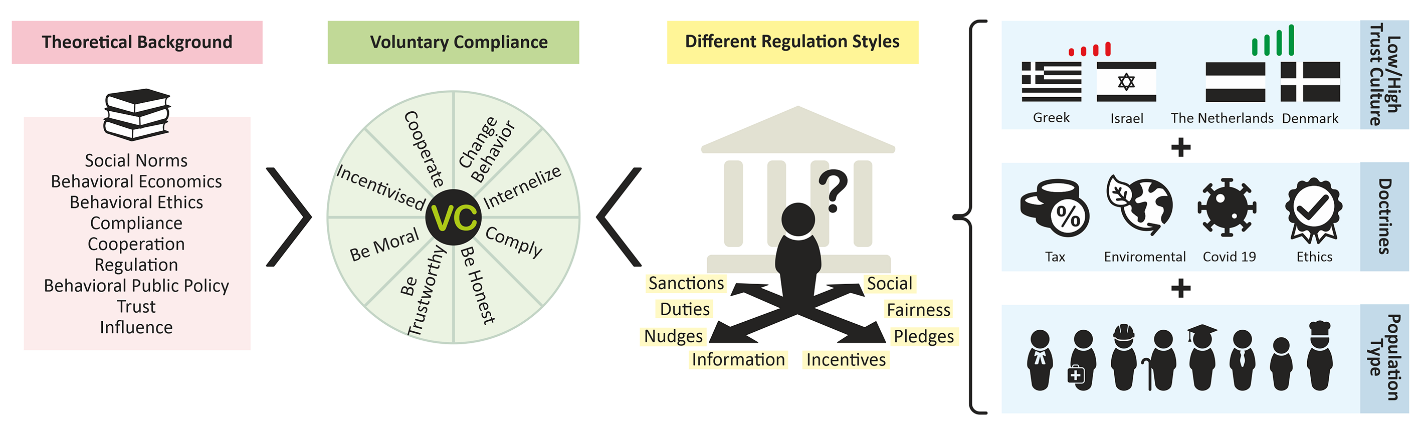 Theoretical Background
Social Norms
Behavioral Economics
Behavioral Ethics
Compliance
Cooperation
Regulation
Behavioral Public Policy
Trust
Influence
Voluntary Compliance
Cooperate
Change
Behavior
Internelize
Comply
Be Honest
Be
Trustworthy
Be Moral
Incentivised
VC
Different Regulation Styles
?
Sanctions
Duties
Nudges
Information
Social
Fairness
Pledges
Incentives
Low/High
Trust Culture
Greek
Israel
The Netherlands
Denmark
+
Doctrines
%
Tax
Enviromental
Covid 19
Ethics
+
Population
Type